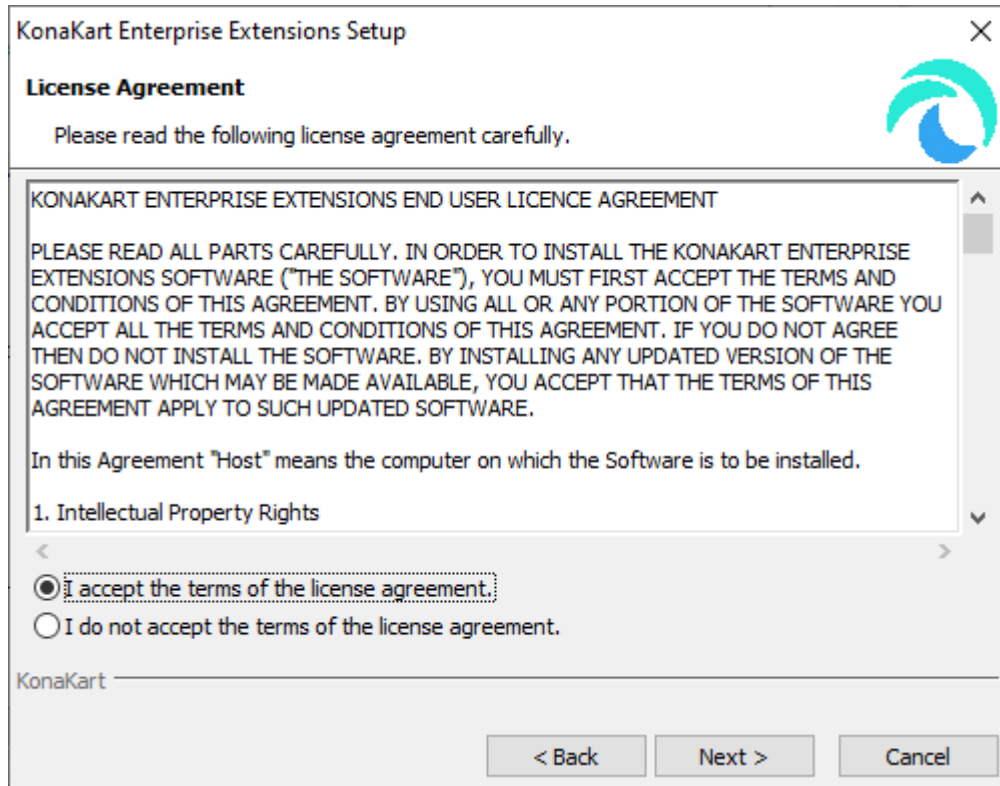 KonaKart Enterprise Extensions Setup
License Agreement
Please read the following license agreement carefully.
KONAKART ENTERPRISE EXTENSIONS END USER LICENCE AGREEMENT
PLEASE READ ALL PARTS CAREFULLY. IN ORDER TO INSTALL THE KONAKART ENTERPRISE
EXTENSIONS SOFTWARE ("THE SOFTWARE"), YOU MUST FIRST ACCEPT THE TERMS AND
CONDITIONS OF THIS AGREEMENT. BY USING ALL OR ANY PORTION OF THE SOFTWARE YOU
ACCEPT ALL THE TERMS AND CONDITIONS OF THIS AGREEMENT. IF YOU DO NOT AGREE
THEN DO NOT INSTALL THE SOFTWARE. BY INSTALLING ANY UPDATED VERSION OF THE
SOFTWARE WHICH MAY BE MADE AVAILABLE, YOU ACCEPT THAT THE TERMS OF THIS
AGREEMENT APPLY TO SUCH UPDATED SOFTWARE.
In this Agreement "Host" means the computer on which the Software is to be installed.
1. Intellectual Property Rights
I accept the terms of the license agreement.
I do not accept the terms of the license agreement.
KonaKart
< Back Next > Cancel